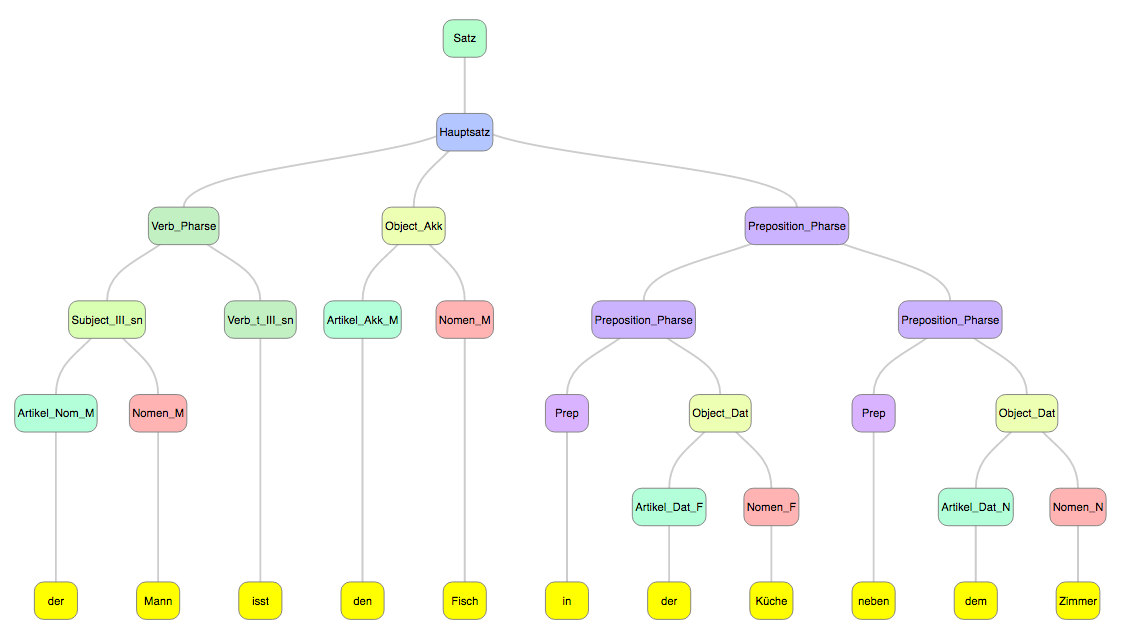 Satz
Hauptsatz
Verb_Pharse Object_Akk Preposition_Pharse
Subject_III_sn Verb_t_III_sn Artikel_Akk_M Nomen_M Preposition_Pharse Preposition_Pharse
Artikel_Nom_M Nomen_M Prep Object_Dat Prep Object_Dat
Artikel_Dat_F Nomen_F Artikel_Dat_N Nomen_N
der Mann isst den Fisch in der Küche neben dem Zimmer